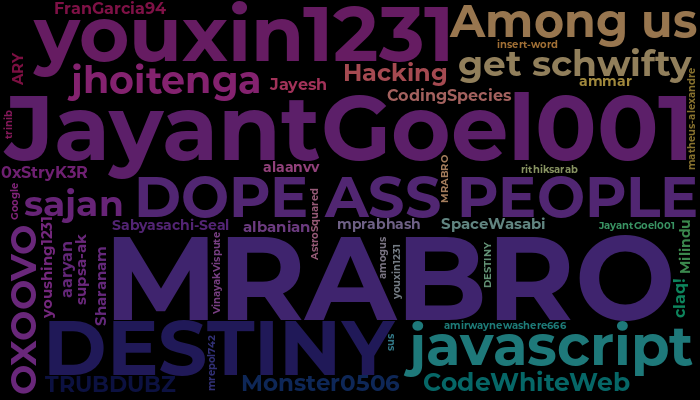 FranGarcia94
youxin1231
Among us
insert-word
ARY
jhoitenga
Jayesh
Hacking
get schwifty
ammar
CodingSpecies
matheus-alexandre
trinib
JayantGoel001
0xStryK3R
alaanvv
MRABRO
rithiksarab
Google
sajan
DOPE ASS PEOPLE
AstroSquared
youshing1231
Sabyasachi-Seal
albanian
mprabhash
SpaceWasabi
JayantGoel001
Milindu
OXOOVO
aaryan
supsa-ak
Sharanam
MRABRO
VinayakVispute
amogus
youxin1231
DESTINY
claq!
DESTINY
mrepol742
sus
amirwaynewashere666
javascript
TRUBDUBZ
Monster0506
CodeWhiteWeb